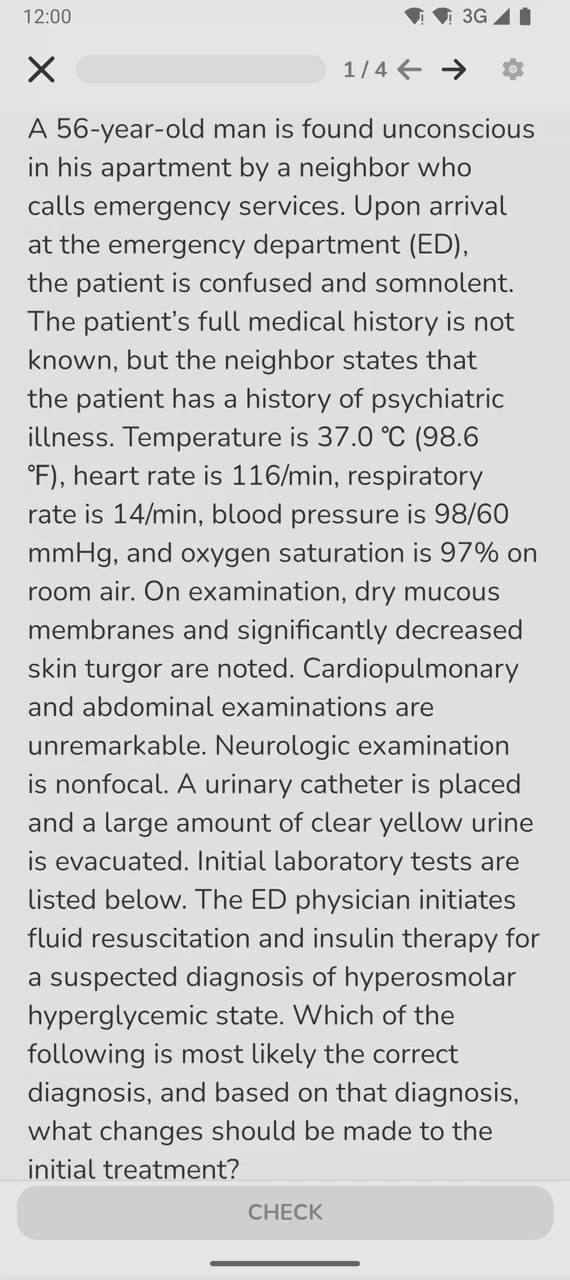 12:00
3G
1 / 4
A 56-year-old man is found unconscious
in his apartment by a neighbor who
calls emergency services. Upon arrival
at the emergency department (ED),
the patient is confused and somnolent.
The patient’s full medical history is not
known, but the neighbor states that
the patient has a history of psychiatric
illness. Temperature is 37.0 ℃ (98.6
℉), heart rate is 116/min, respiratory
rate is 14/min, blood pressure is 98/60
mmHg, and oxygen saturation is 97% on
room air. On examination, dry mucous
membranes and significantly decreased
skin turgor are noted. Cardiopulmonary
and abdominal examinations are
unremarkable. Neurologic examination
is nonfocal. A urinary catheter is placed
and a large amount of clear yellow urine
is evacuated. Initial laboratory tests are
listed below. The ED physician initiates
fluid resuscitation and insulin therapy for
a suspected diagnosis of hyperosmolar
hyperglycemic state. Which of the
following is most likely the correct
diagnosis, and based on that diagnosis,
what changes should be made to the
initial treatment?
CHECK